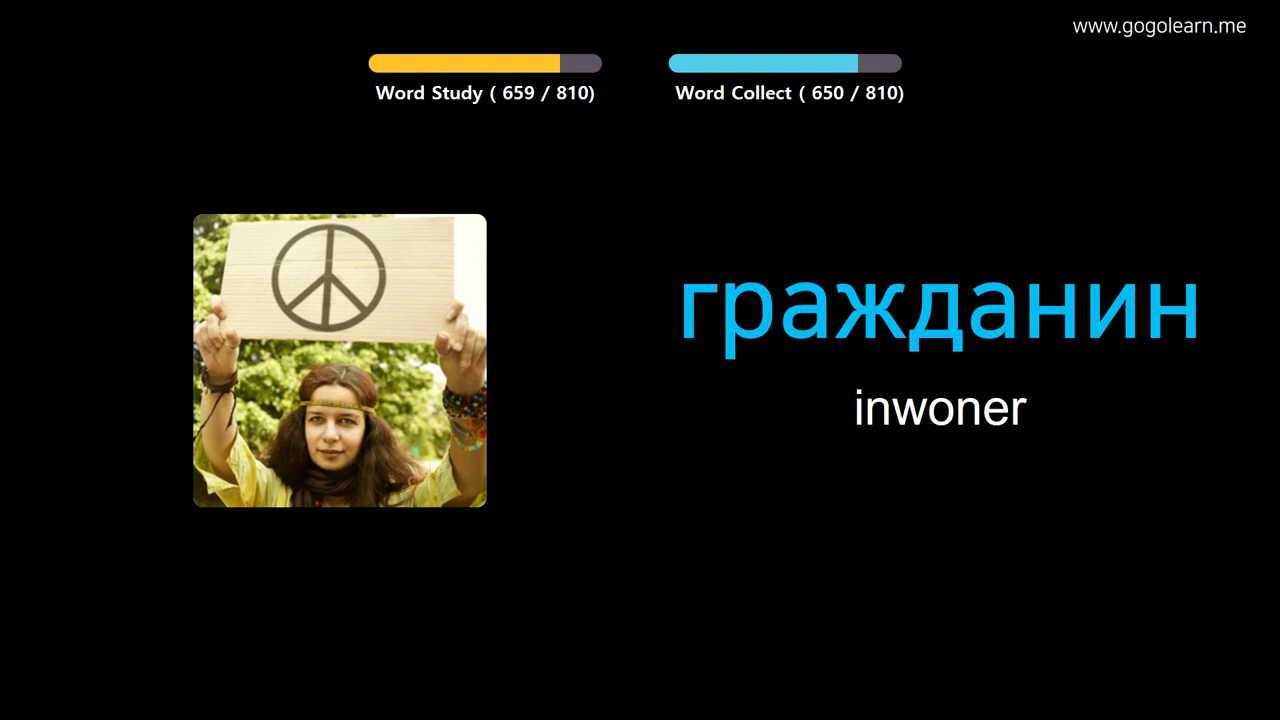 www.gogolearn.me
Word Study ( 659 / 810)
Word Collect ( 650 / 810)
гражданин
inwoner